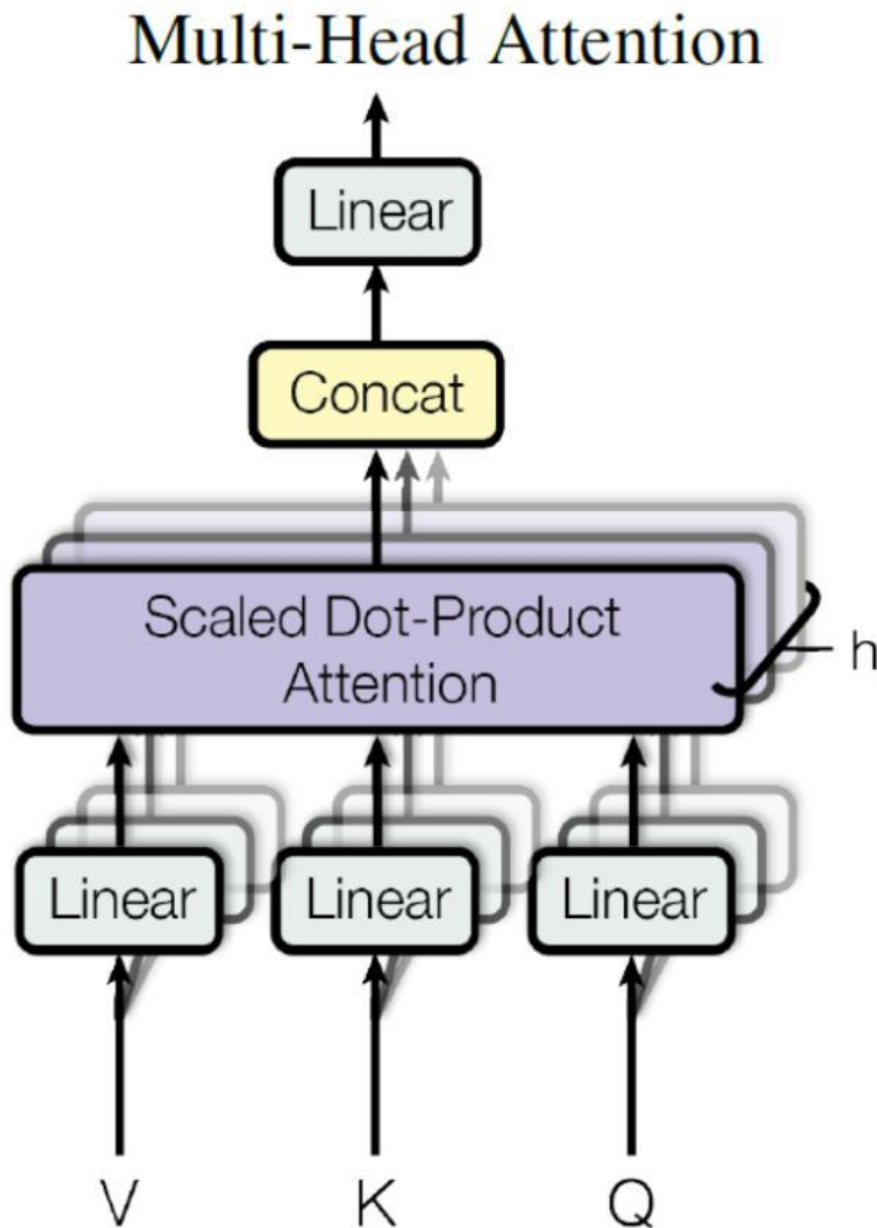 Multi-Head Attention
Linear
Concat
Scaled Dot-Product
Attention
h
Linear Linear Linear
V K Q